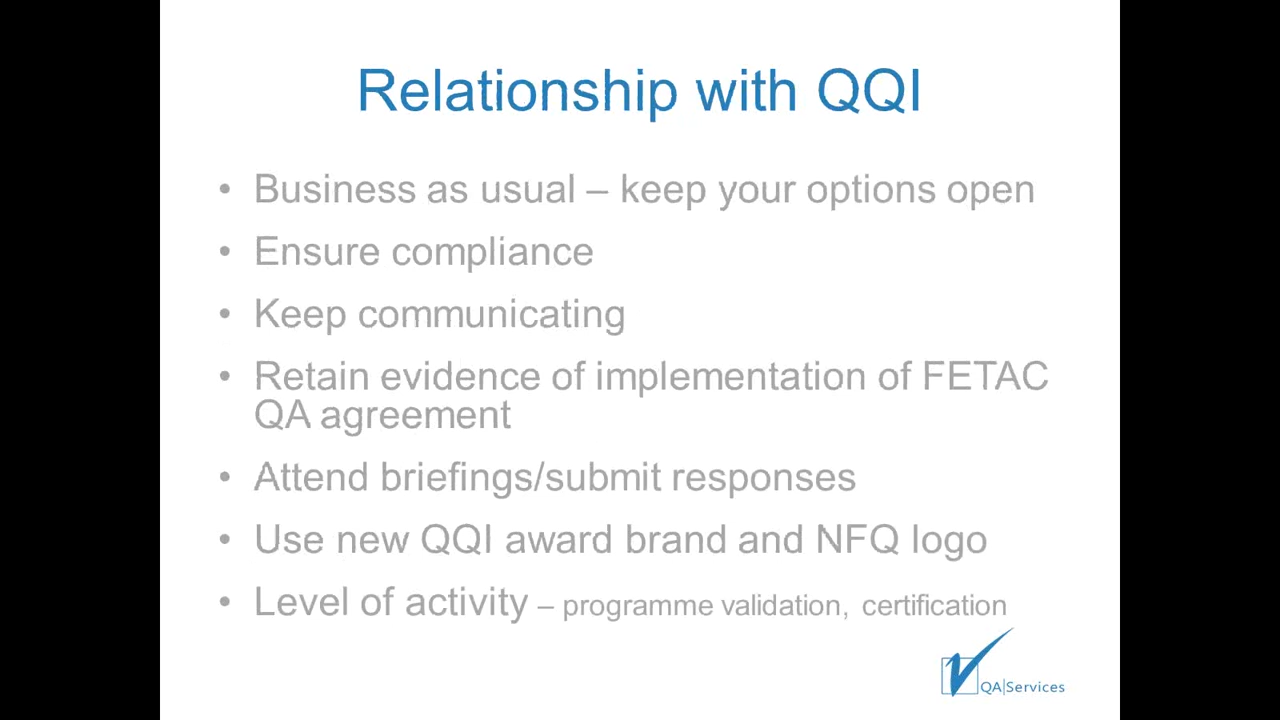 Relationship with QQI
• Business as usual – keep your options open
• Ensure compliance
• Keep communicating
• Retain evidence of implementation of FETAC
QA agreement
• Attend briefings/submit responses
• Use new QQI award brand and NFQ logo
• Level of activity – programme validation, certification
QA|Services